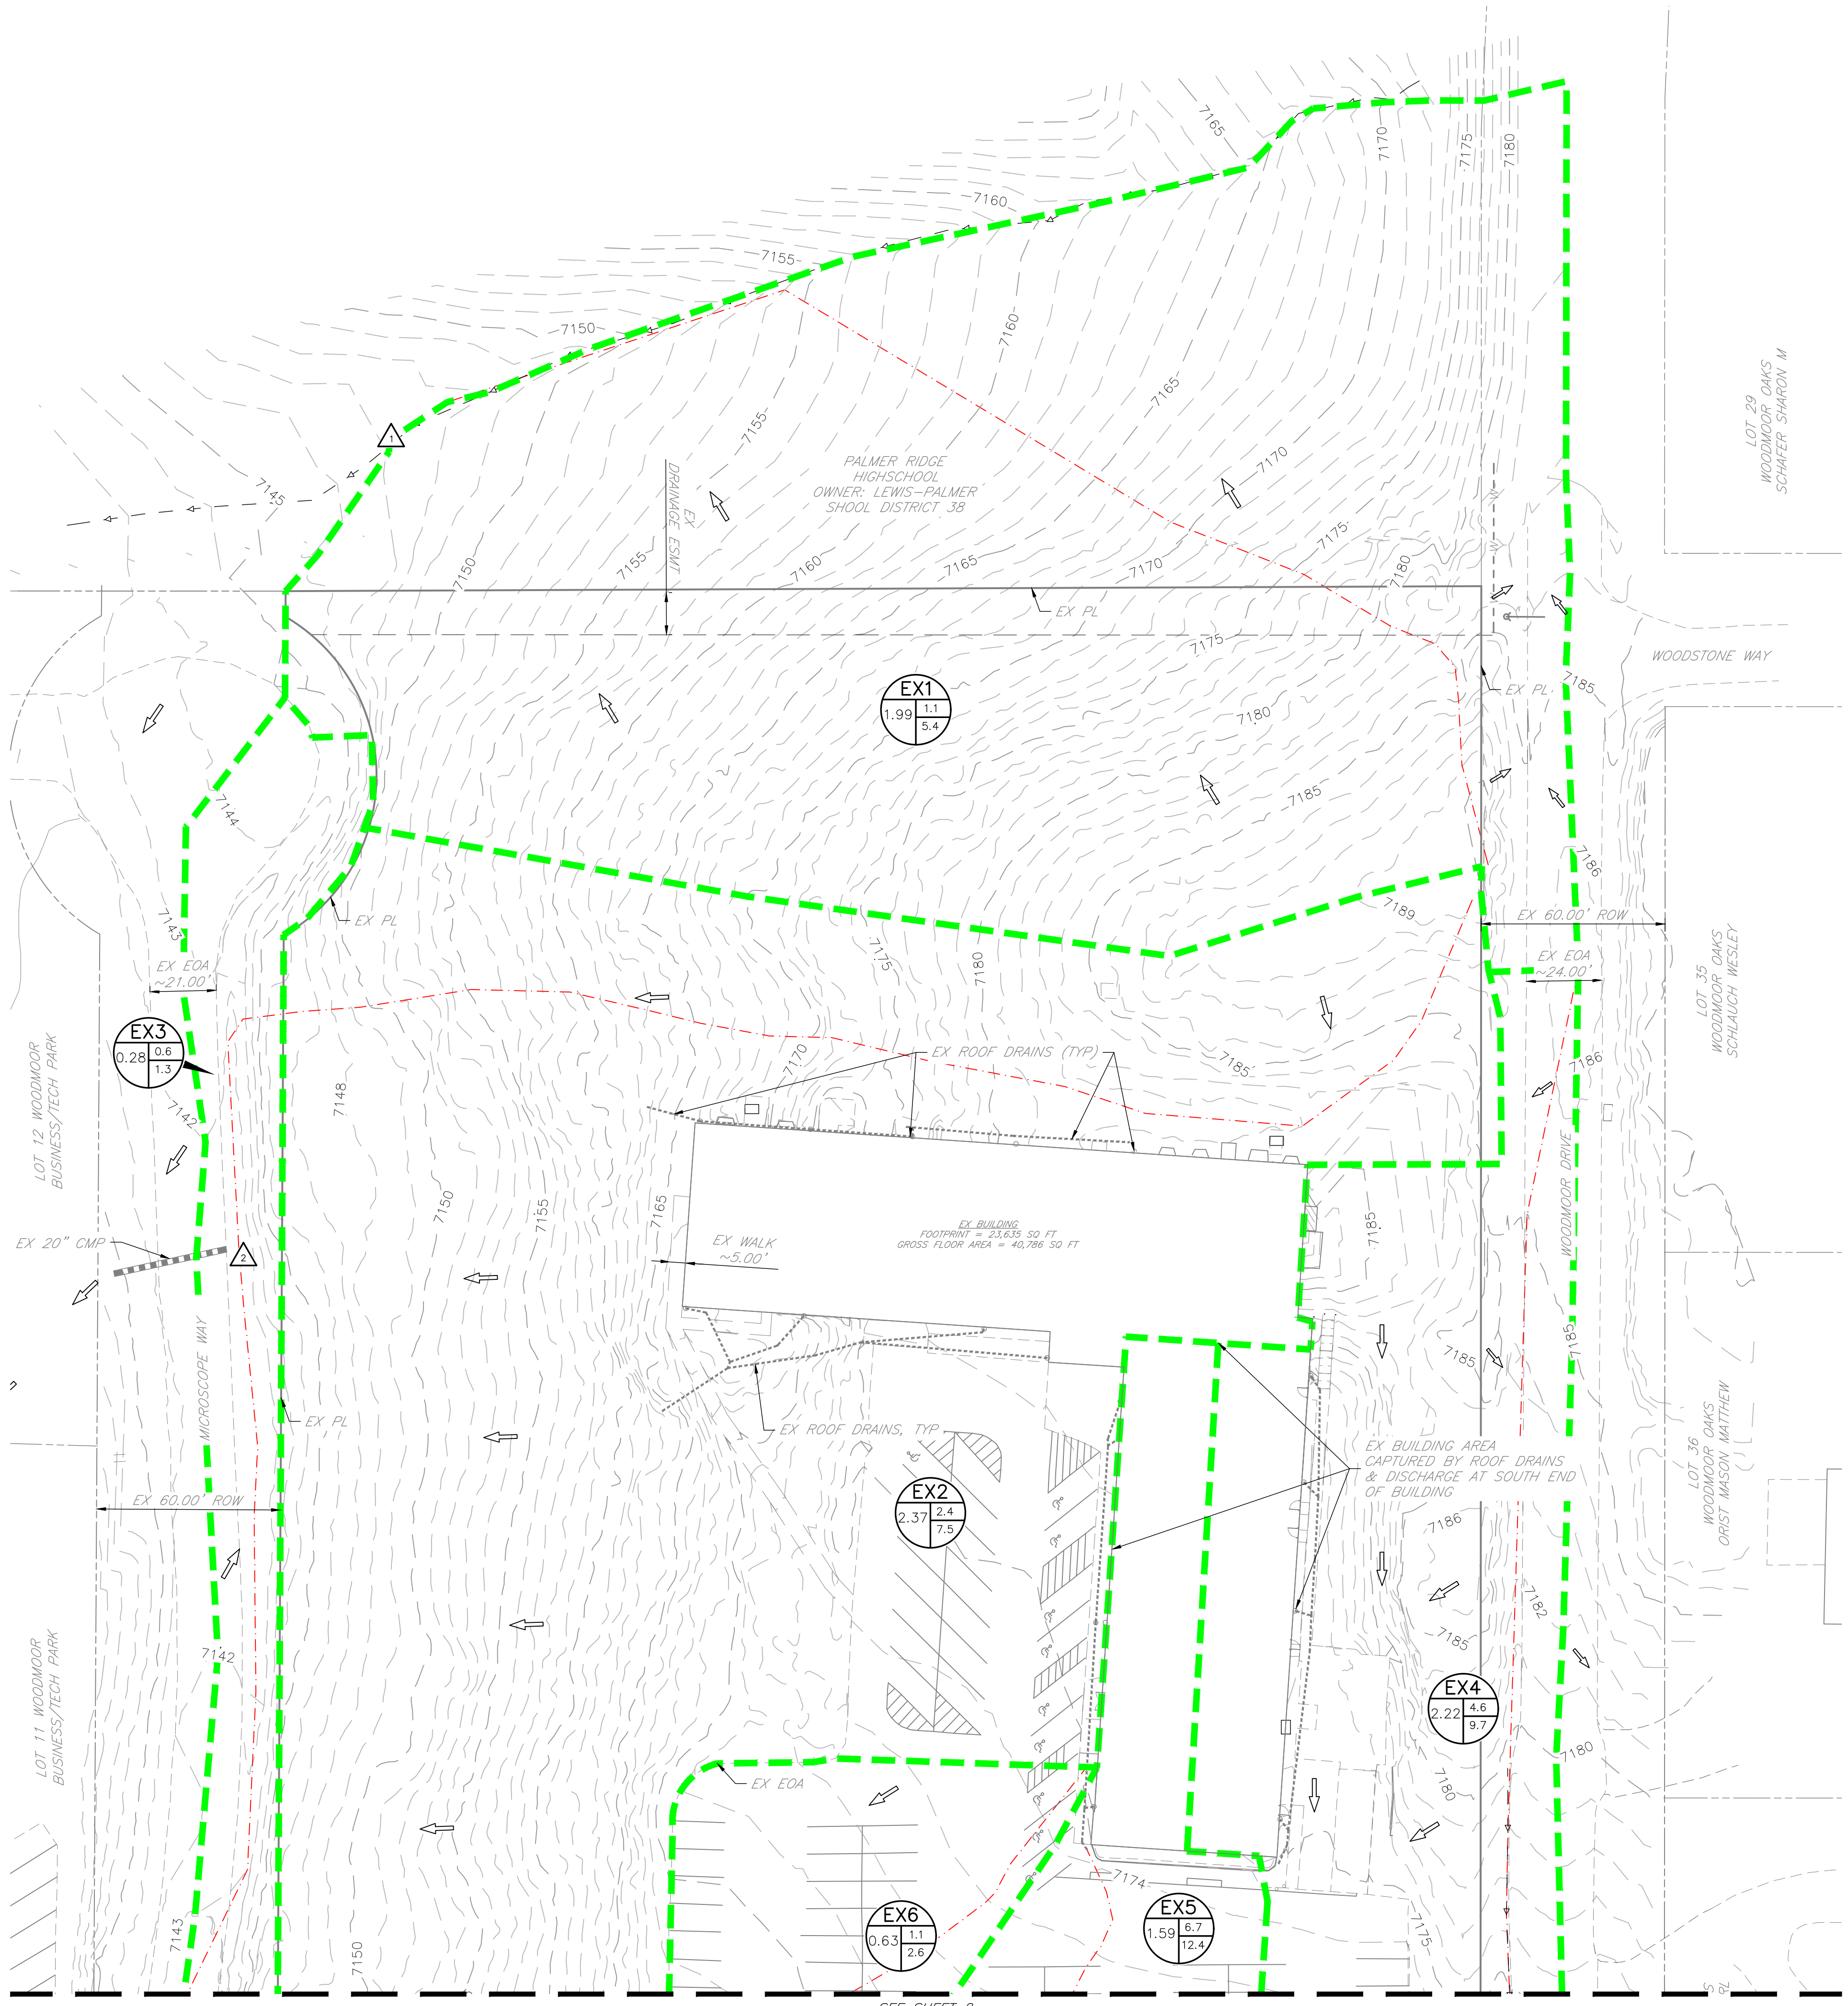 7165
7170
7175
7180
7160
7155
7150
7160
7165
7155
7145
LOT 29
WOODMOOR OAKS
SCHAFER SHARON M
1
PALMER RIDGE
HIGHSCHOOL
OWNER: LEWIS-PALMER
SHOOL DISTRICT 38
EX
DRAINAGE ESMT
7170
W
7175
W
7150
7155
7160
7165
7170
7180
EX PL
7175
WOODSTONE WAY
EX PL
7185
EX1
1.99
1.1
5.4
7180
7185
7144
7186
7189
EX PL
7143
EX 60.00' ROW
EX EOA
~21.00'
7175
7180
EX EOA
~24.00'
LOT 35
WOODMOOR OAKS
SCHLAUCH WESLEY
EX3
0.28
0.6
1.3
EX ROOF DRAINS (TYP)
7170
7185
7186
LOT 12 WOODMOOR
BUSINESS/TECH PARK
7148
7142
WOODMOOR DRIVE
7150
7155
7165
7185
EX BUILDING
FOOTPRINT = 23,635 SQ FT
GROSS FLOOR AREA = 40,786 SQ FT
EX 20" CMP
2
EX WALK
~5.00'
MICROSCOPE WAY
7185
7185
EX PL
EX ROOF DRAINS, TYP
EX BUILDING AREA
CAPTURED BY ROOF DRAINS
& DISCHARGE AT SOUTH END
OF BUILDING
LOT 36
WOODMOOR OAKS
ORIST MASON MATTHEW
EX 60.00' ROW
EX2
2.37
2.4
7.5
7186
7182
7185
7142
LOT 11 WOODMOOR
BUSINESS/TECH PARK
EX4
2.22
4.6
9.7
7180
EX EOA
7180
7174
EX6
0.63
1.1
2.6
EX5
1.59
6.7
12.4
7143
7150
7175